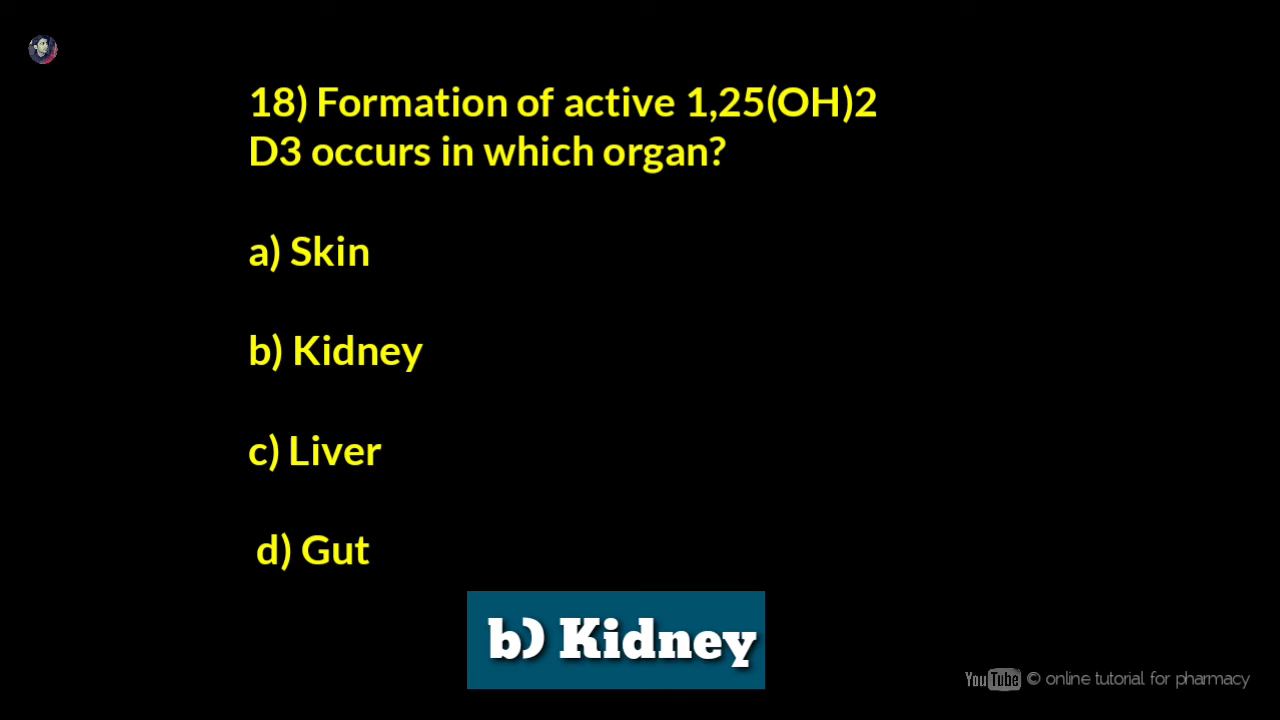 18) Formation of active 1,25(OH)2
D3 occurs in which organ?
a) Skin
b) Kidney
c) Liver
d) Gut
b) Kidney
YouTube © online tutorial for pharmacy